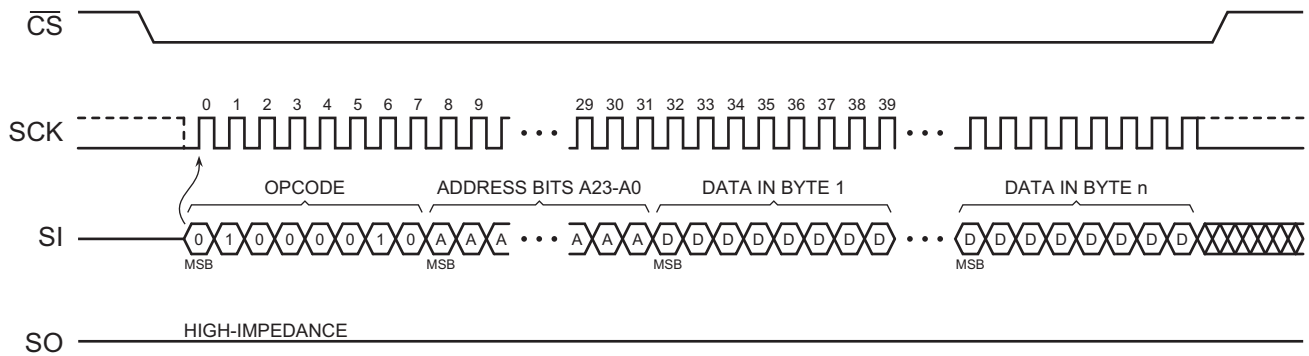 C̅S̅
0 1 2 3 4 5 6 7 8 9 29 30 31 32 33 34 35 36 37 38 39
SCK
OPCODE ADDRESS BITS A23-A0 DATA IN BYTE 1 DATA IN BYTE n
SI 0 1 0 0 0 0 1 0 A A A A A A D D D D D D D D D D D D D D D D
MSB MSB MSB MSB
HIGH-IMPEDANCE
SO